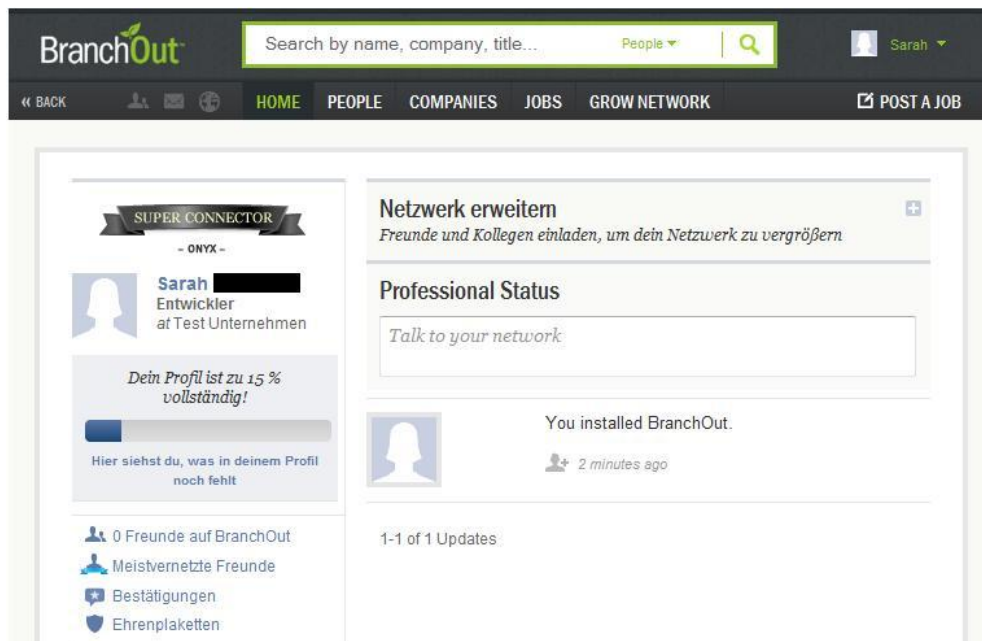 BranchOut
Search by name, company, title...
People
Sarah
« BACK
HOME
PEOPLE
COMPANIES
JOBS
GROW NETWORK
POST A JOB
SUPER CONNECTOR
– ONYX –
Sarah
Entwickler
at Test Unternehmen
Dein Profil ist zu 15 %
vollständig!
Hier siehst du, was in deinem Profil
noch fehlt
0 Freunde auf BranchOut
Meistvernetzte Freunde
Bestätigungen
Ehrenplaketten
Netzwerk erweitern
Freunde und Kollegen einladen, um dein Netzwerk zu vergrößern
Professional Status
Talk to your network
You installed BranchOut.
2 minutes ago
1-1 of 1 Updates